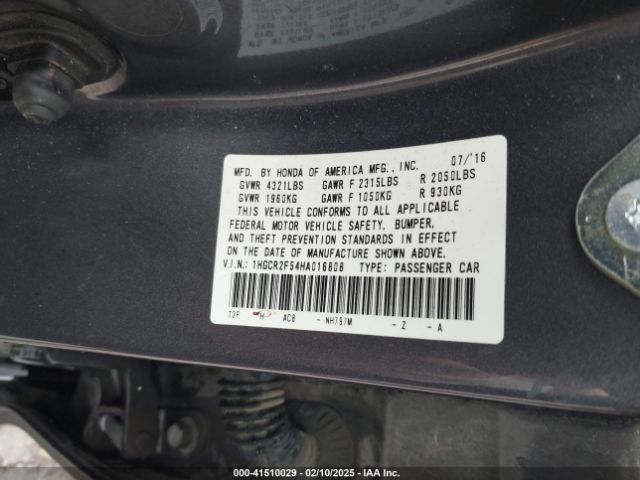 MFD. BY HONDA OF AMERICA MFG., INC. 07/'16
GVWR 4321LBS GAWR F 2315LBS R 2050LBS
GVWR 1960KG GAWR F 1050KG R 930KG
THIS VEHICLE CONFORMS TO ALL APPLICABLE
FEDERAL MOTOR VEHICLE SAFETY, BUMPER,
AND THEFT PREVENTION STANDARDS IN EFFECT
ON THE DATE OF MANUFACTURE SHOWN ABOVE.
V.I.N.: 1HGCR2F54HA016808 TYPE: PASSENGER CAR
T2F H AC8 - NH797M - Z - A
000-41510029 - 02/10/2025 - IAA Inc.